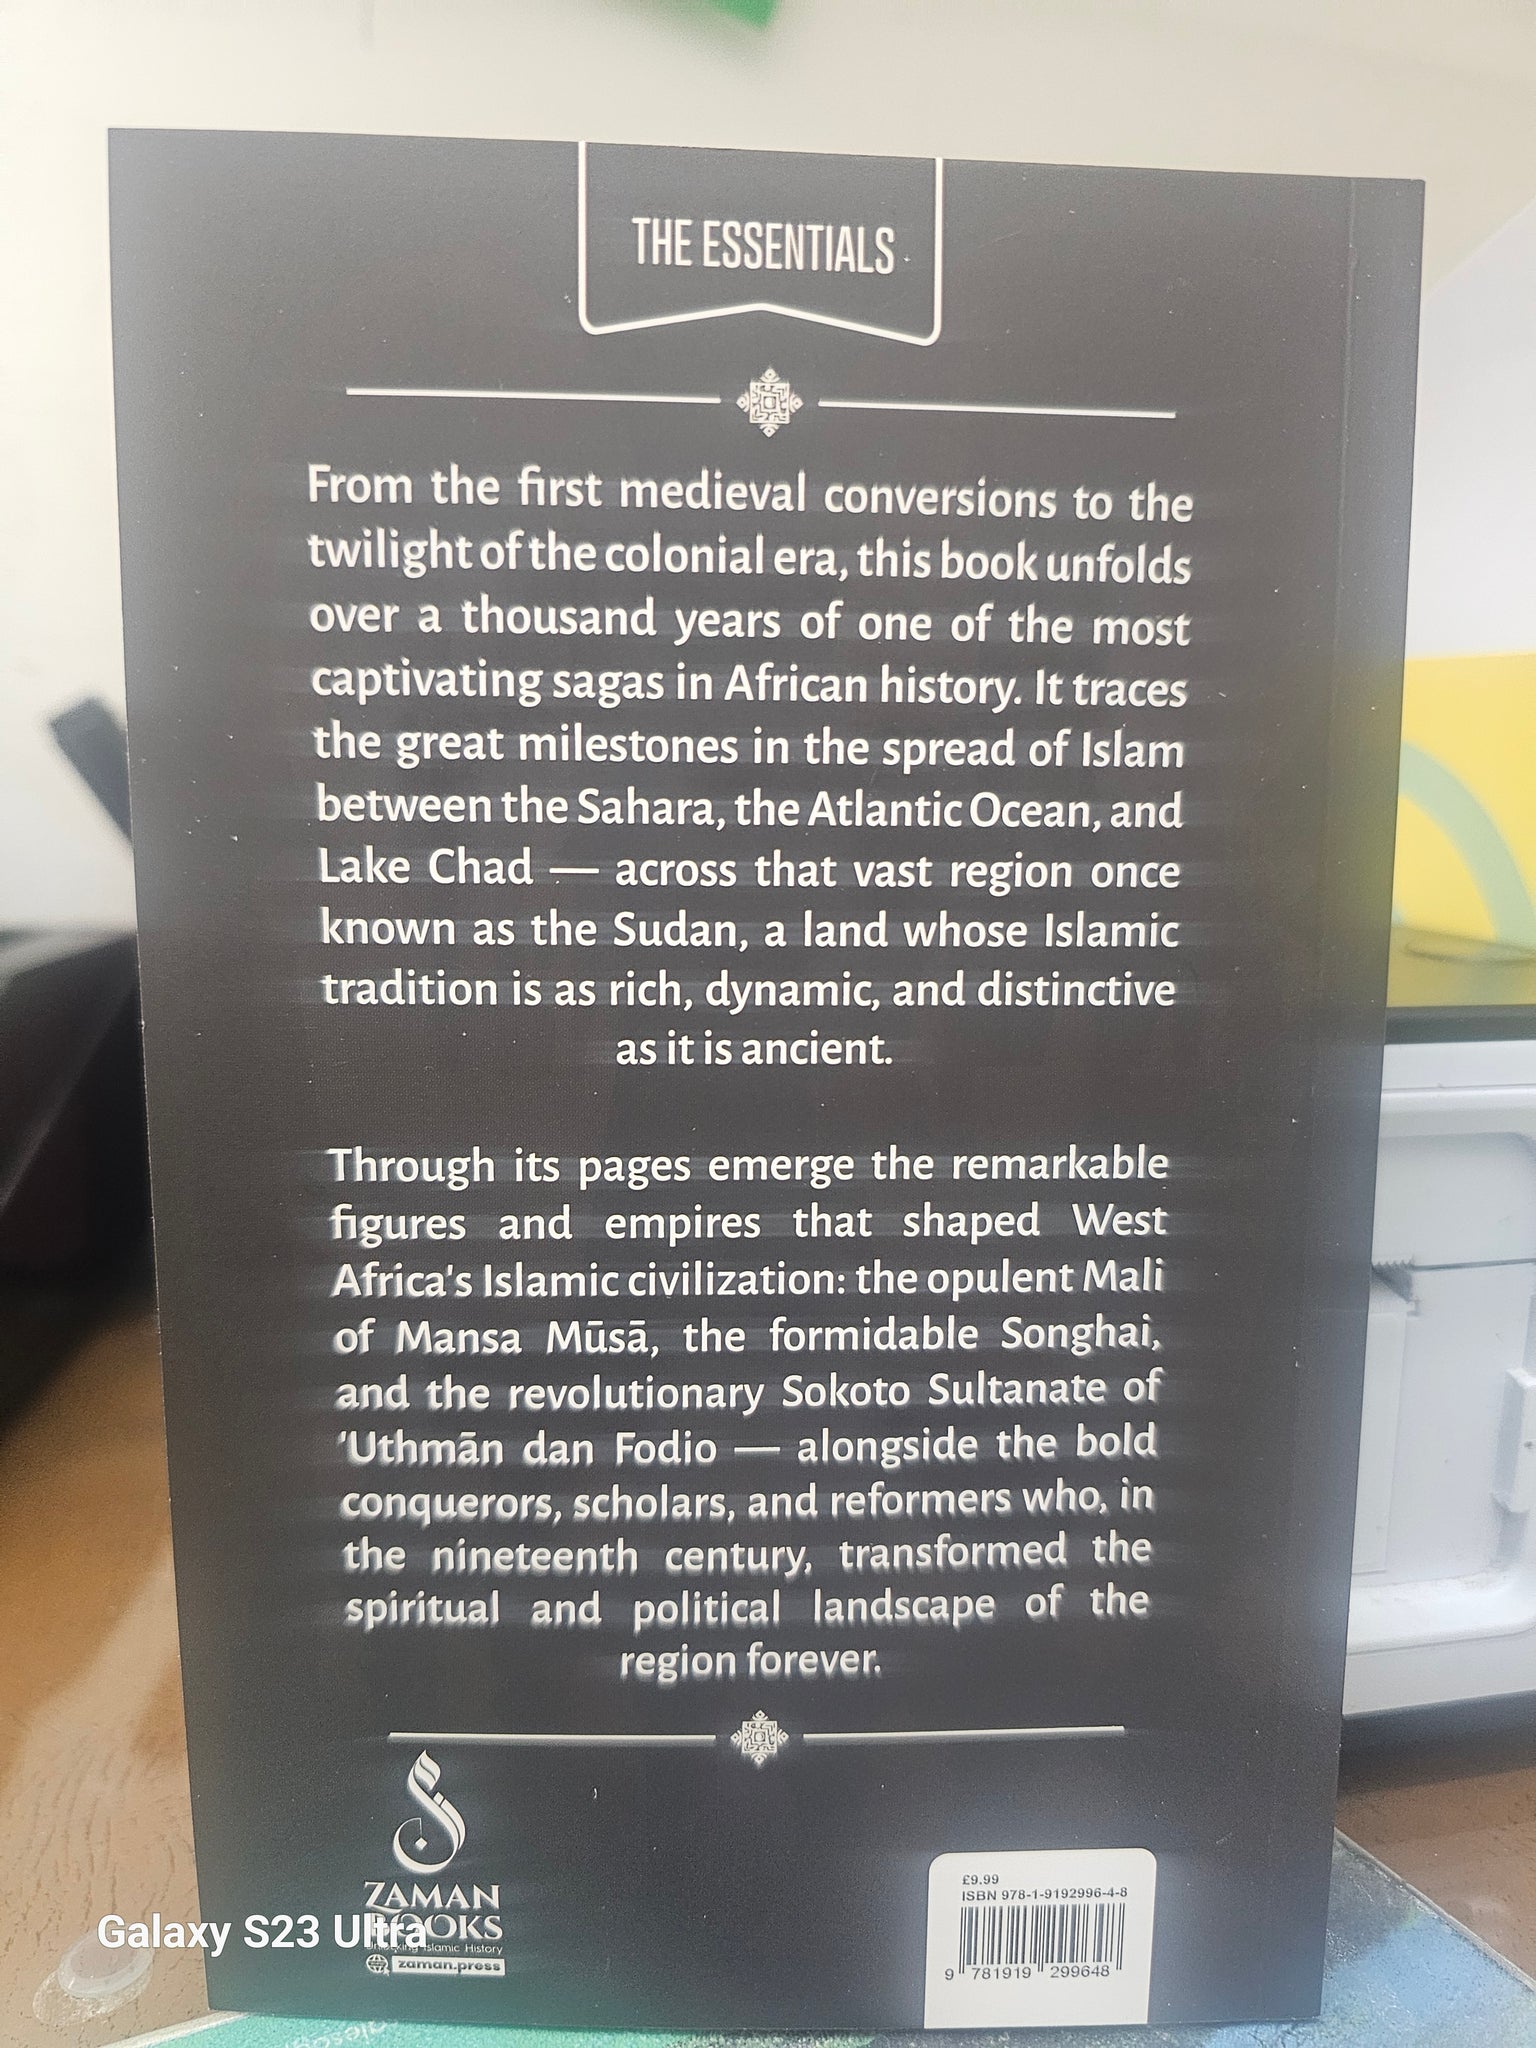 THE ESSENTIALS
From the first medieval conversions to the
twilight of the colonial era, this book unfolds
over a thousand years of one of the most
captivating sagas in African history. It traces
the great milestones in the spread of Islam
between the Sahara, the Atlantic Ocean, and
Lake Chad — across that vast region once
known as the Sudan, a land whose Islamic
tradition is as rich, dynamic, and distinctive
as it is ancient.
Through its pages emerge the remarkable
figures and empires that shaped West
Africa's Islamic civilization: the opulent Mali
of Mansa Mūsā, the formidable Songhai,
and the revolutionary Sokoto Sultanate of
‘Uthmān dan Fodio — alongside the bold
conquerors, scholars, and reformers who, in
the nineteenth century, transformed the
spiritual and political landscape of the
region forever.
ZAMAN
BOOKS
Unlocking Islamic History
zaman.press
Galaxy S23 Ultra
£9.99
ISBN 978-1-9192996-4-8
9 781919 299648